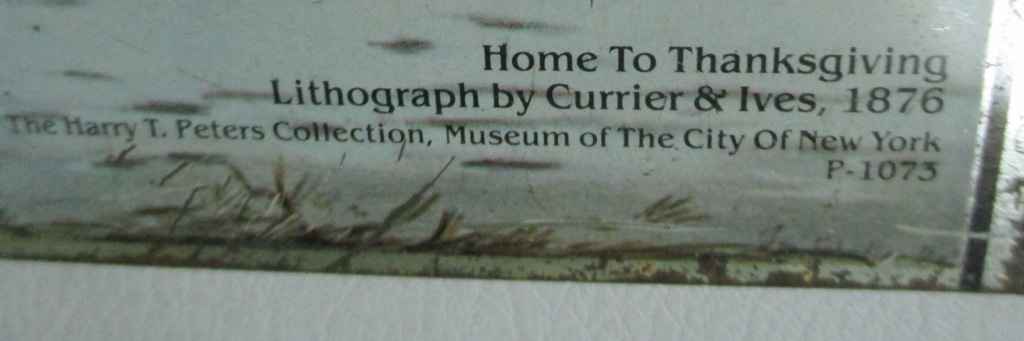 Home To Thanksgiving
Lithograph by Currier & Ives, 1876
The Harry T. Peters Collection, Museum of The City Of New York
P-1073